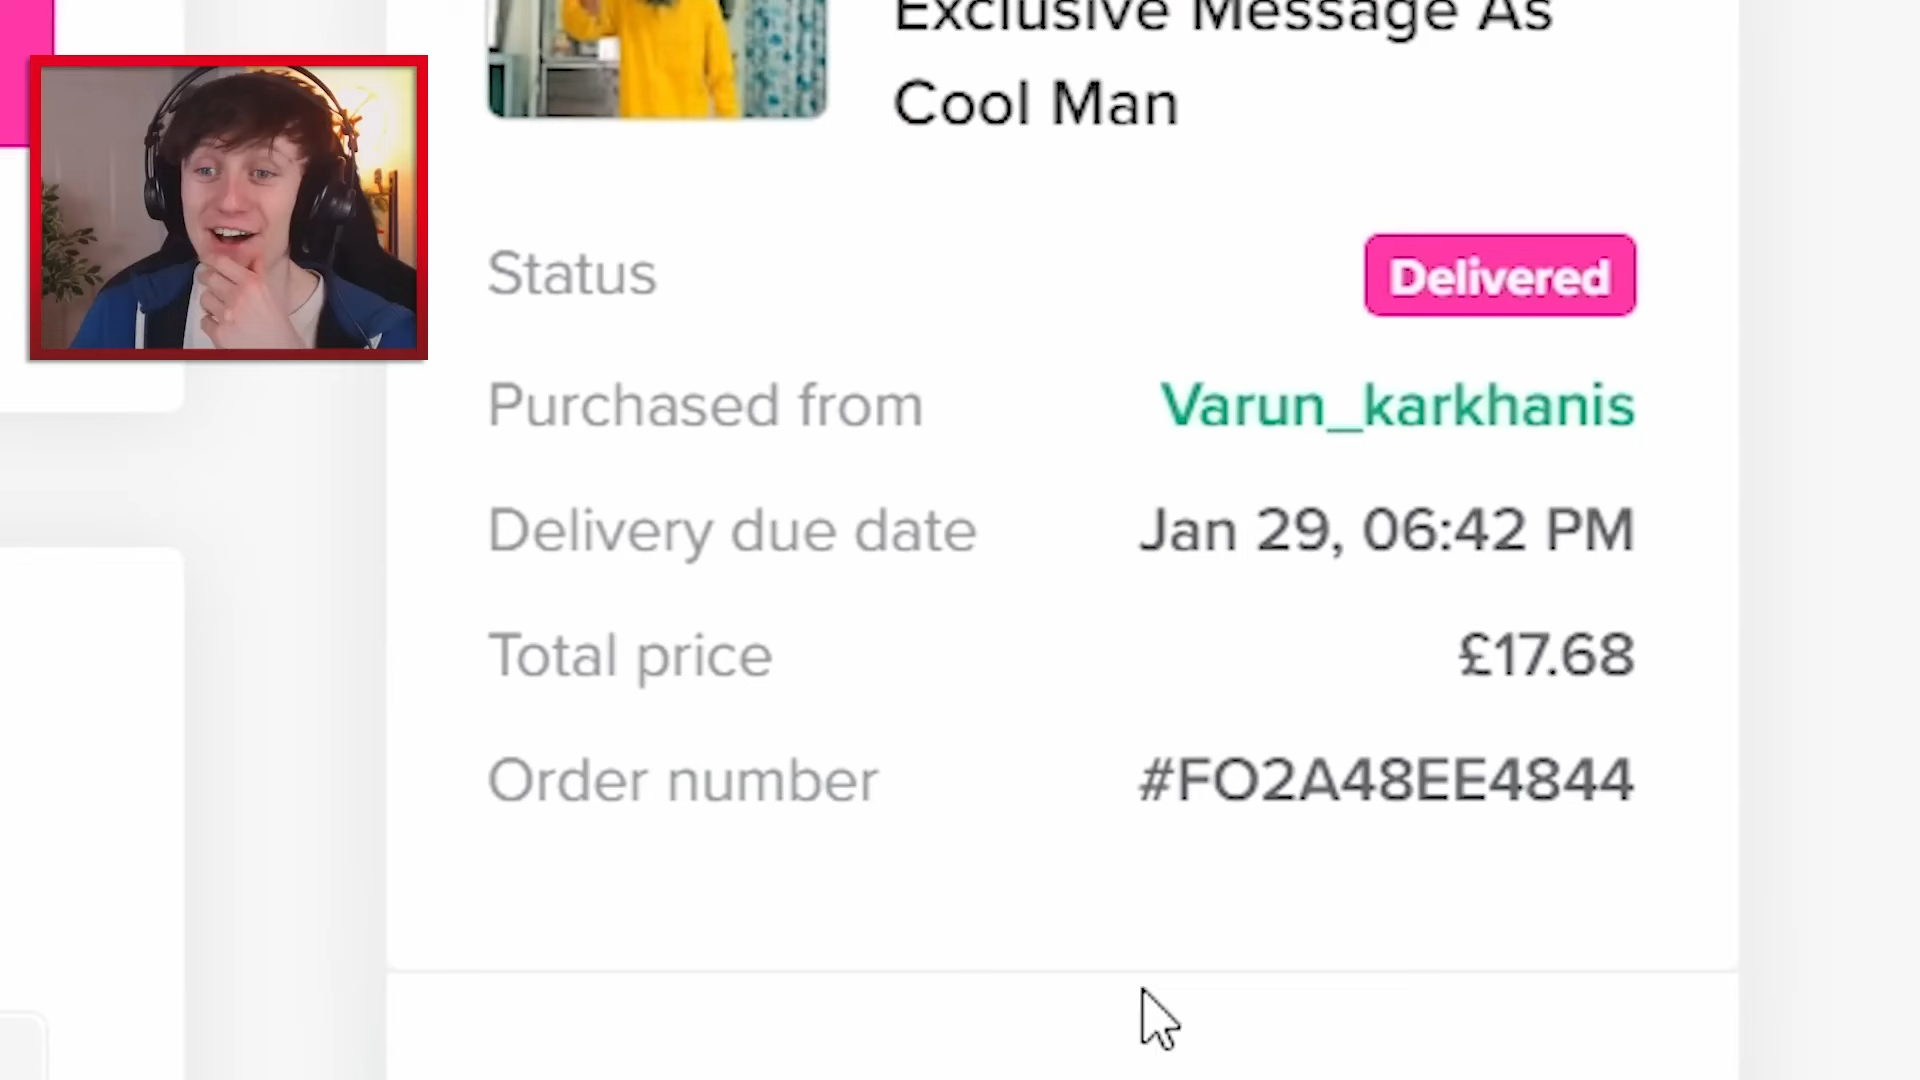 Exclusive Message As
Cool Man
Status
Delivered
Purchased from
Varun_karkhanis
Delivery due date
Jan 29, 06:42 PM
Total price
£17.68
Order number
#FO2A48EE4844